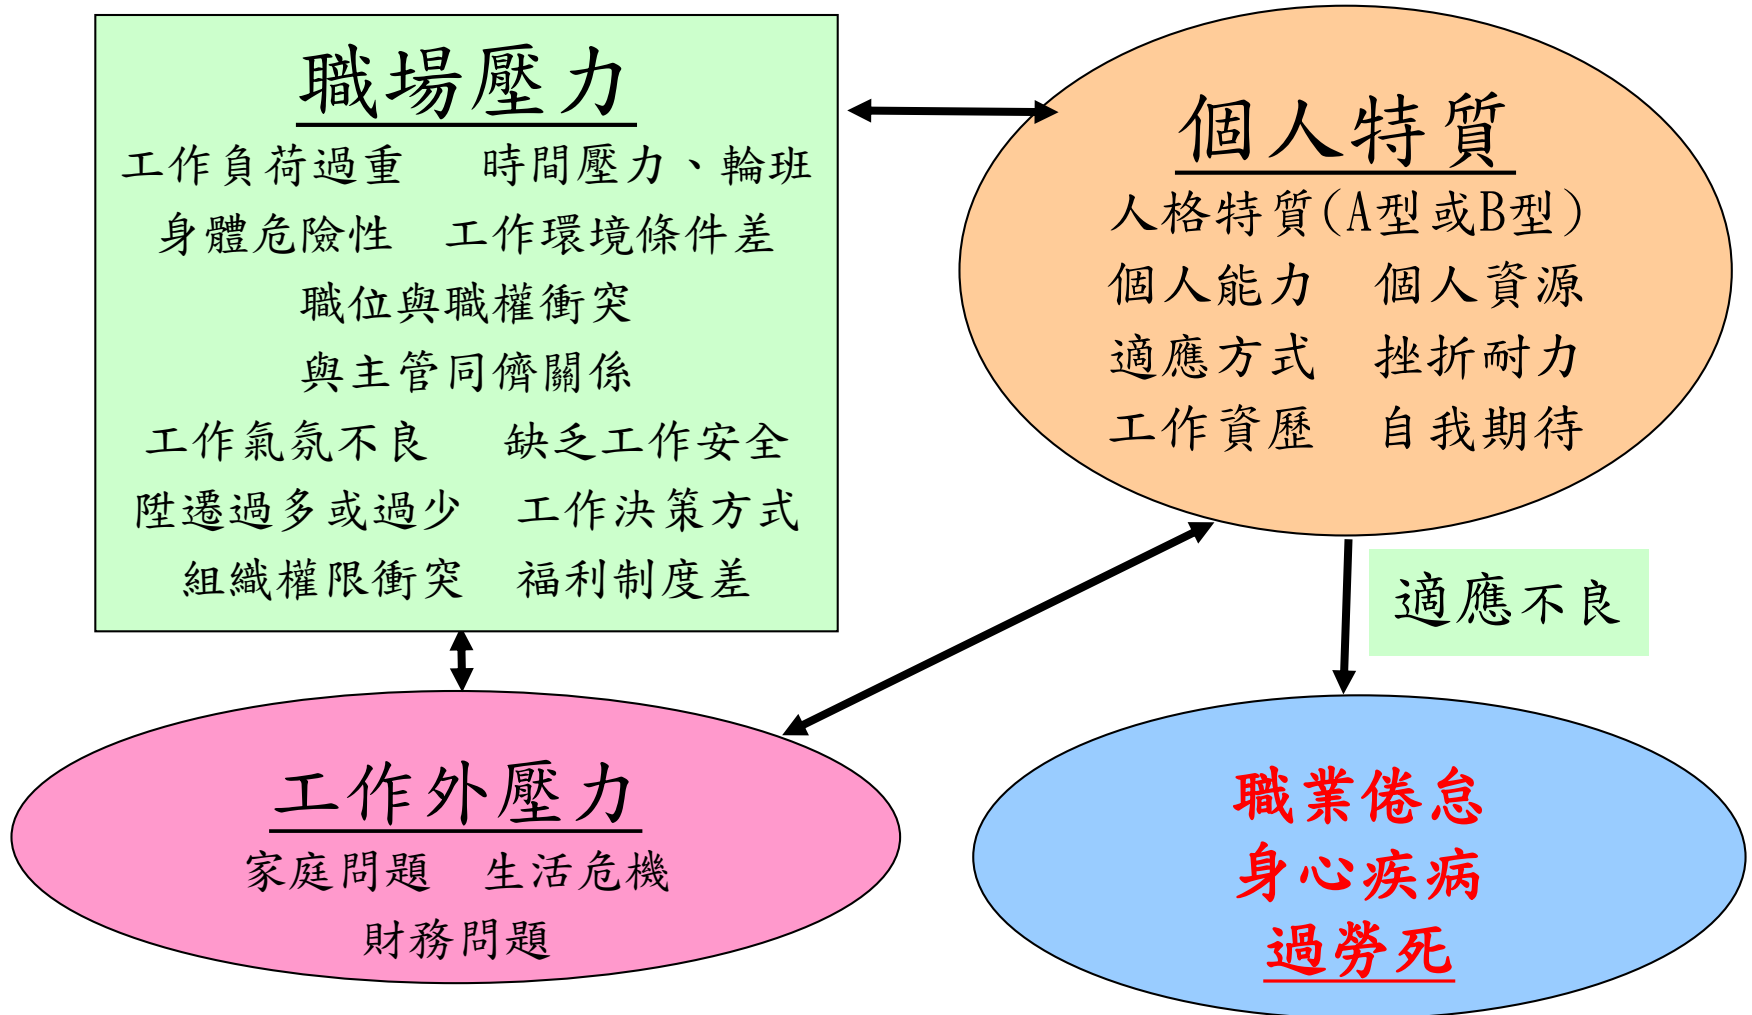 職場壓力
工作負荷過重 時間壓力、輪班
身體危險性 工作環境條件差
職位與職權衝突
與主管同儕關係
工作氣氛不良 缺乏工作安全
陞遷過多或過少 工作決策方式
組織權限衝突 福利制度差
個人特質
人格特質(A型或B型)
個人能力 個人資源
適應方式 挫折耐力
工作資歷 自我期待
適應不良
工作外壓力
家庭問題 生活危機
財務問題
職業倦怠
身心疾病
過勞死